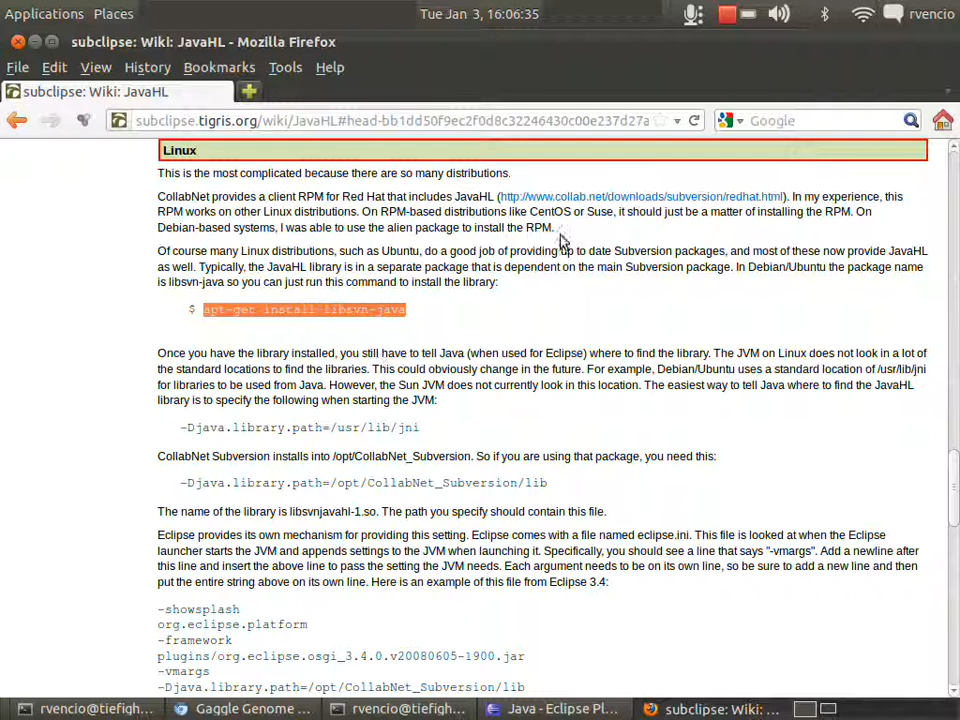 Applications Places Tue Jan 3, 16:06:35 rvencio
subclipse: Wiki: JavaHL - Mozilla Firefox
File Edit View History Bookmarks Tools Help
subclipse: Wiki: JavaHL
subclipse.tigris.org/wiki/JavaHL#head-bb1dd50f9ec2f0d8c32246430c00e237d27a Google
Linux
This is the most complicated because there are so many distributions.
CollabNet provides a client RPM for Red Hat that includes JavaHL (http://www.collab.net/downloads/subversion/redhat.html). In my experience, this
RPM works on other Linux distributions. On RPM-based distributions like CentOS or Suse, it should just be a matter of installing the RPM. On
Debian-based systems, I was able to use the alien package to install the RPM.
Of course many Linux distributions, such as Ubuntu, do a good job of providing up to date Subversion packages, and most of these now provide JavaHL
as well. Typically, the JavaHL library is in a separate package that is dependent on the main Subversion package. In Debian/Ubuntu the package name
is libsvn-java so you can just run this command to install the library:
$ apt-get install libsvn-java
Once you have the library installed, you still have to tell Java (when used for Eclipse) where to find the library. The JVM on Linux does not look in a lot of
the standard locations to find the libraries. This could obviously change in the future. For example, Debian/Ubuntu uses a standard location of /usr/lib/jni
for libraries to be used from Java. However, the Sun JVM does not currently look in this location. The easiest way to tell Java where to find the JavaHL
library is to specify the following when starting the JVM:
-Djava.library.path=/usr/lib/jni
CollabNet Subversion installs into /opt/CollabNet_Subversion. So if you are using that package, you need this:
-Djava.library.path=/opt/CollabNet_Subversion/lib
The name of the library is libsvnjavahl-1.so. The path you specify should contain this file.
Eclipse provides its own mechanism for providing this setting. Eclipse comes with a file named eclipse.ini. This file is looked at when the Eclipse
launcher starts the JVM and appends settings to the JVM when launching it. Specifically, you should see a line that says "-vmargs". Add a newline after
this line and insert the above line to pass the setting the JVM needs. Each argument needs to be on its own line, so be sure to add a new line and then
put the entire string above on its own line. Here is an example of this file from Eclipse 3.4:
-showsplash
org.eclipse.platform
-framework
plugins/org.eclipse.osgi_3.4.0.v20080605-1900.jar
-vmargs
-Djava.library.path=/opt/CollabNet_Subversion/lib
rvencio@tiefigh... Gaggle Genome ... rvencio@tiefigh... Java - Eclipse Pl... subclipse: Wiki: ...